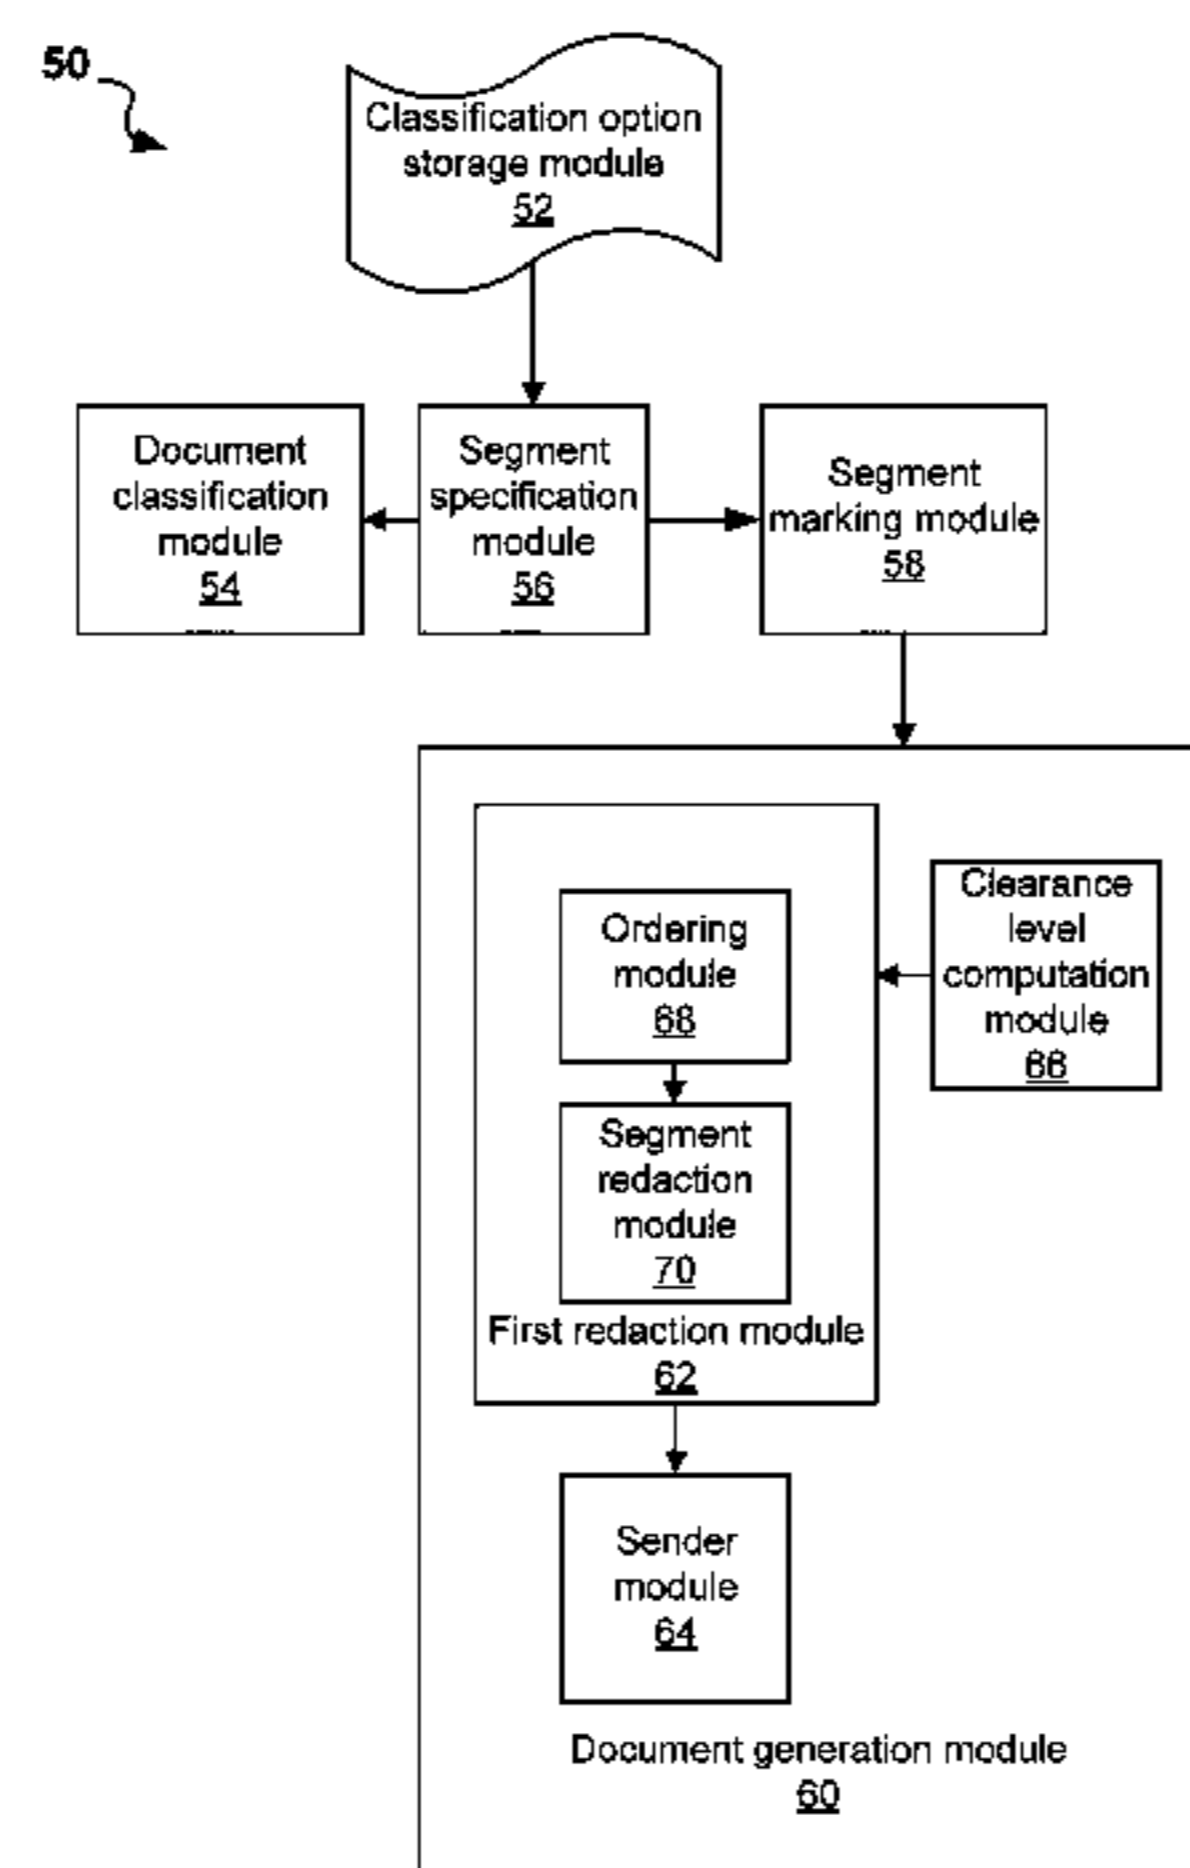 50
Classification option
storage module
52
Document
classification
module
54
Segment
specification
module
56
Segment
marking module
58
Ordering
module
68
Segment
redaction
module
70
First redaction module
62
Clearance
level
computation
module
66
Sender
module
64
Document generation module
60